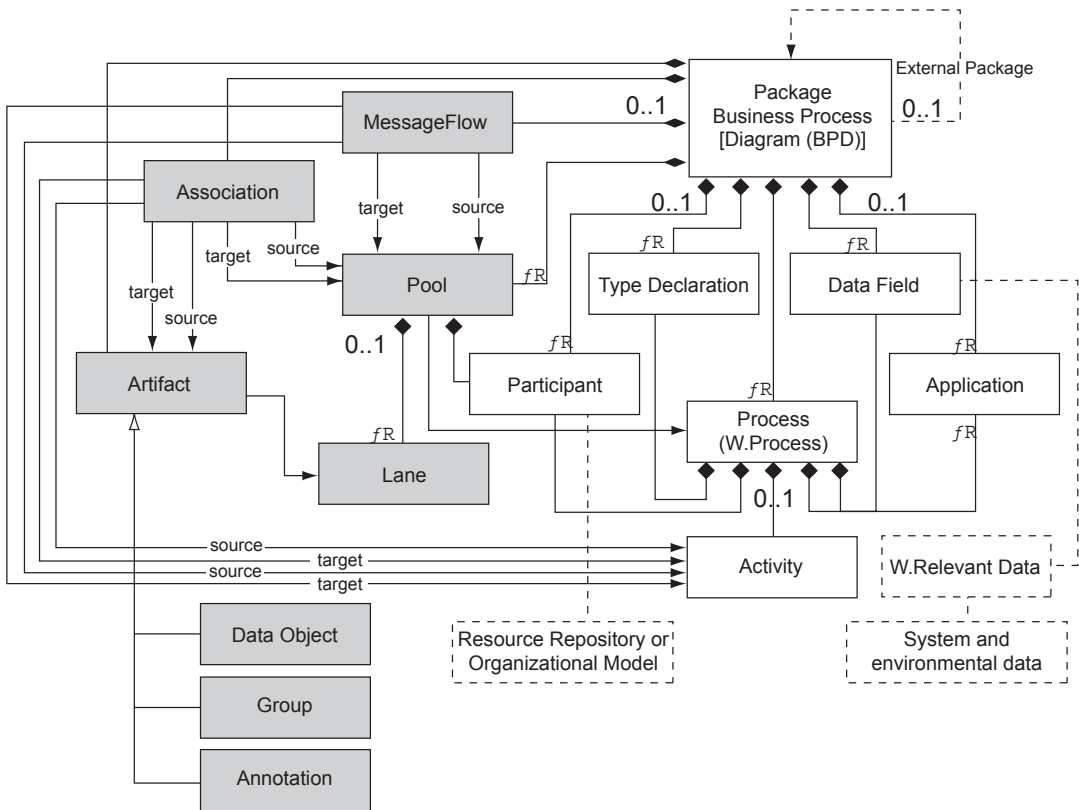 External Package
Package
Business Process
[Diagram (BPD)]
0..1
0..1
MessageFlow
Association
target
source
0..1
0..1
source
target
ƒR
ƒR
Pool
ƒR
Type Declaration
Data Field
target
source
0..1
ƒR
ƒR
Artifact
Participant
Application
ƒR
ƒR
Process
(W.Process)
ƒR
Lane
0..1
source
target
source
target
Activity
W.Relevant Data
Data Object
Resource Repository or
Organizational Model
System and
environmental data
Group
Annotation